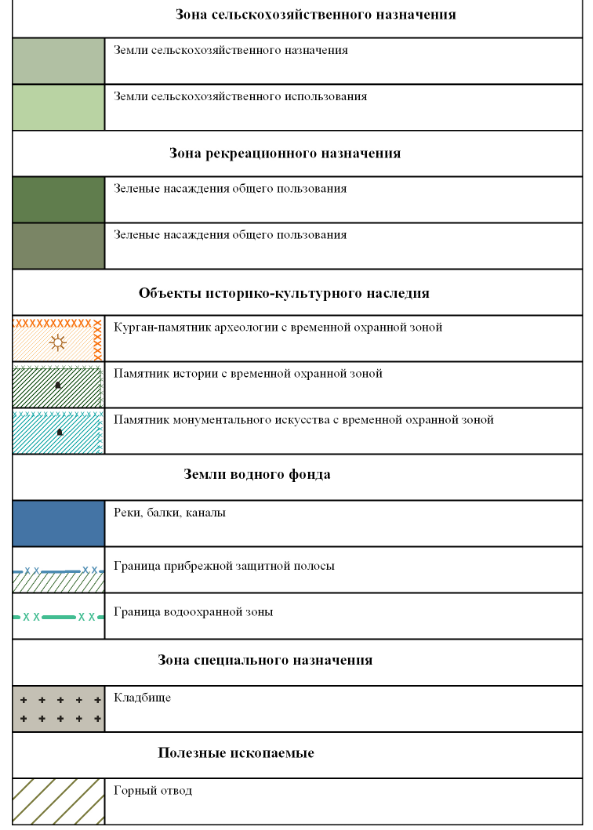 Зона сельскохозяйственного назначения
Земли сельскохозяйственного назначения
Земли сельскохозяйственного использования
Зона рекреационного назначения
Зеленые насаждения общего пользования
Зеленые насаждения общего пользования
Объекты историко-культурного наследия
Курган-памятник археологии с временной охранной зоной
Памятник истории с временной охранной зоной
Памятник монументального искусства с временной охранной зоной
Земли водного фонда
Реки, балки, каналы
Граница прибрежной защитной полосы
Граница водоохранной зоны
Зона специального назначения
Кладбище
Полезные ископаемые
Горный отвод